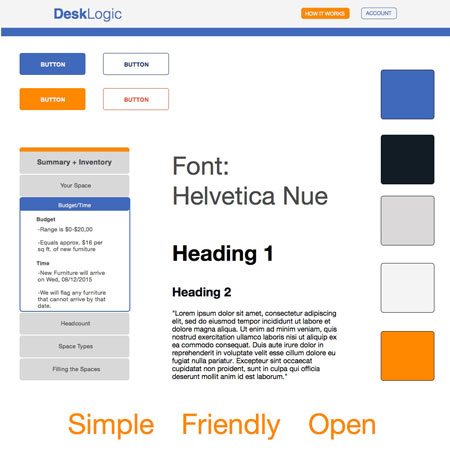 DeskLogic
HOW IT WORKS
ACCOUNT
BUTTON
BUTTON
BUTTON
BUTTON
Summary + Inventory
Your Space
Budget/Time
Budget
-Range is $0-$20,00
-Equals approx. $16 per
sq ft. of new furniture
Time
-New Furniture will arrive
on Wed, 08/12/2015
-We will flag any furniture
that cannot arrive by that
date.
Headcount
Space Types
Filling the Spaces
Font:
Helvetica Nue
Heading 1
Heading 2
"Lorem ipsum dolor sit amet, consectetur adipiscing
elit, sed do eiusmod tempor incididunt ut labore et
dolore magna aliqua. Ut enim ad minim veniam, quis
nostrud exercitation ullamco laboris nisi ut aliquip ex
ea commodo consequat. Duis aute irure dolor in
reprehenderit in voluptate velit esse cillum dolore eu
fugiat nulla pariatur. Excepteur sint occaecat
cupidatat non proident, sunt in culpa qui officia
deserunt mollit anim id est laborum."
Simple Friendly Open